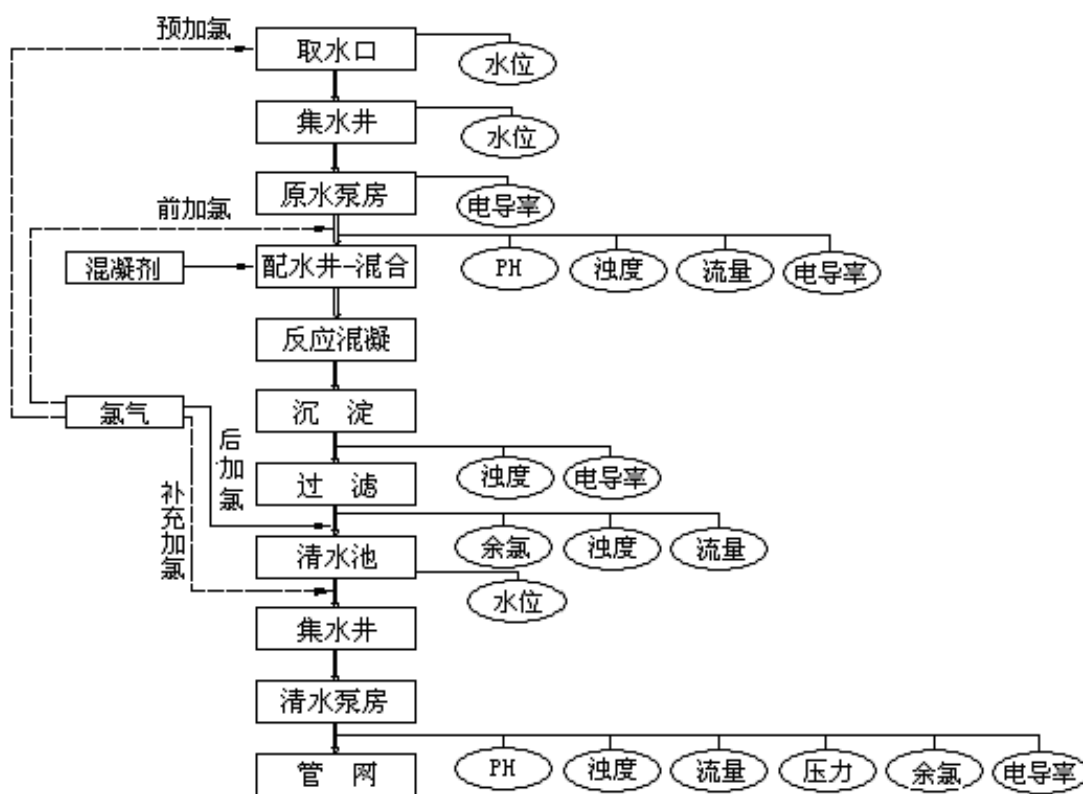 预加氯
取水口
水位
集水井
水位
原水泵房
电导率
前加氯
混凝剂
配水井-混合
PH
浊度
流量
电导率
反应混凝
氯气
沉 淀
后加氯
浊度
电导率
过 滤
补充加氯
余氯
浊度
流量
清水池
水位
集水井
清水泵房
管 网
PH
浊度
流量
压力
余氯
电导率